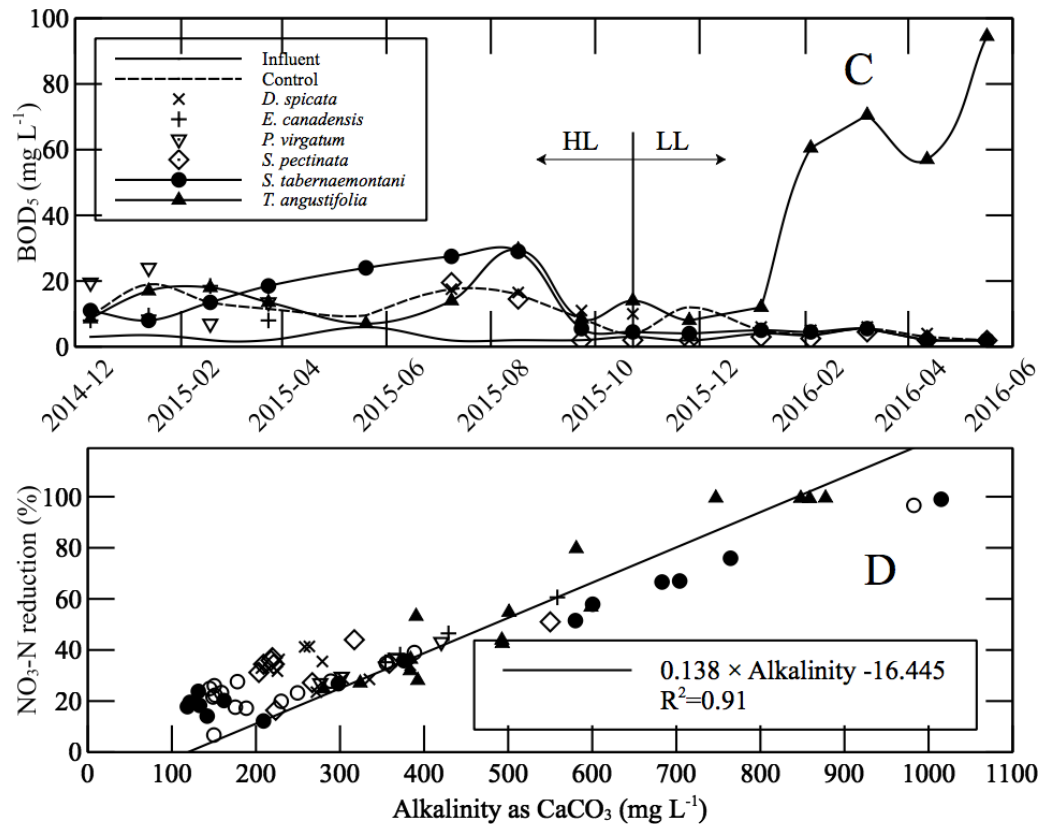 100
80
60
40
20
0
BOD₅ (mg L⁻¹)
Influent
Control
D. spicata
E. canadensis
P. virgatum
S. pectinata
S. tabernaemontani
T. angustifolia
C
HL
LL
2014-12
2015-02
2015-04
2015-06
2015-08
2015-10
2015-12
2016-02
2016-04
2016-06
100
80
60
40
20
0
NO₃-N reduction (%)
D
0.138 × Alkalinity -16.445
R²=0.91
0 100 200 300 400 500 600 700 800 900 1000 1100
Alkalinity as CaCO₃ (mg L⁻¹)